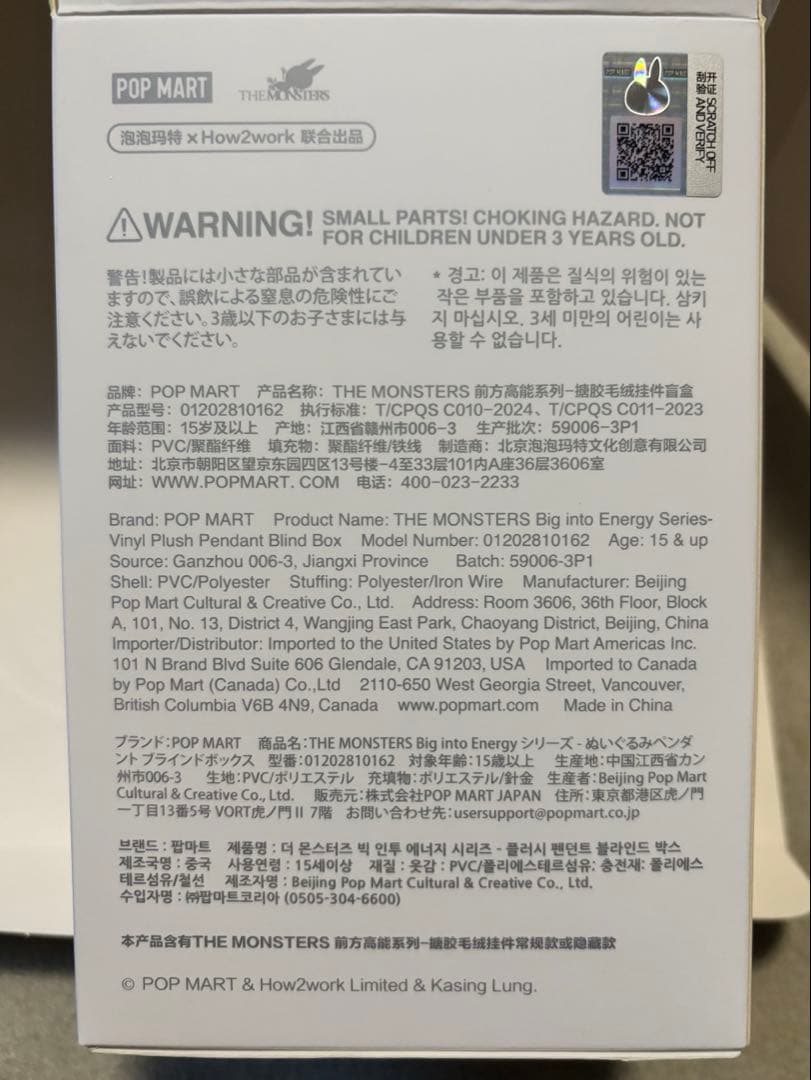 POP MART
THE MONSTERS
泡泡玛特 × How2work 联合出品
POP MART
POP MART
刮开验证
SCRATCH OFF
AND VERIFY
WARNING! SMALL PARTS! CHOKING HAZARD. NOT
FOR CHILDREN UNDER 3 YEARS OLD.
警告!製品には小さな部品が含まれてい
ますので、誤飲による窒息の危険性にご
注意ください。3歳以下のお子さまには与
えないでください。
* 경고: 이 제품은 질식의 위험이 있는
작은 부품을 포함하고 있습니다. 삼키
지 마십시오. 3세 미만의 어린이는 사
용할 수 없습니다.
品牌: POP MART 产品名称: THE MONSTERS 前方高能系列-搪胶毛绒挂件盲盒
产品型号: 01202810162 执行标准: T/CPQS C010-2024、T/CPQS C011-2023
年龄范围: 15岁及以上 产地: 江西省赣州市006-3 生产批次: 59006-3P1
面料: PVC/聚酯纤维 填充物: 聚酯纤维/铁线 制造商: 北京泡泡玛特文化创意有限公司
地址: 北京市朝阳区望京东园四区13号楼-4至33层101内A座36层3606室
网址: WWW.POPMART. COM 电话: 400-023-2233
Brand: POP MART Product Name: THE MONSTERS Big into Energy Series-
Vinyl Plush Pendant Blind Box Model Number: 01202810162 Age: 15 & up
Source: Ganzhou 006-3, Jiangxi Province Batch: 59006-3P1
Shell: PVC/Polyester Stuffing: Polyester/Iron Wire Manufacturer: Beijing
Pop Mart Cultural & Creative Co., Ltd. Address: Room 3606, 36th Floor, Block
A, 101, No. 13, District 4, Wangjing East Park, Chaoyang District, Beijing, China
Importer/Distributor: Imported to the United States by Pop Mart Americas Inc.
101 N Brand Blvd Suite 606 Glendale, CA 91203, USA Imported to Canada
by Pop Mart (Canada) Co.,Ltd 2110-650 West Georgia Street, Vancouver,
British Columbia V6B 4N9, Canada www.popmart.com Made in China
ブランド:POP MART 商品名:THE MONSTERS Big into Energy シリーズ - ぬいぐるみペンダ
ント ブラインドボックス 型番:01202810162 対象年齢:15歳以上 生産地:中国江西省カン
州市006-3 生地:PVC/ポリエステル 充填物:ポリエステル/針金 生産者:Beijing Pop Mart
Cultural & Creative Co., Ltd. 販売元:株式会社POP MART JAPAN 住所:東京都港区虎ノ門
一丁目13番5号 VORT虎ノ門Ⅱ 7階 お問い合わせ先:usersupport@popmart.co.jp
브랜드 : 팝마트 제품명 : 더 몬스터즈 빅 인투 에너지 시리즈 - 플러시 펜던트 블라인드 박스
제조국명 : 중국 사용연령 : 15세이상 재질 : 옷감 : PVC/폴리에스테르섬유; 충전재: 폴리에스
테르섬유/철선 제조자명 : Beijing Pop Mart Cultural & Creative Co., Ltd.
수입자명 : ㈜팝마트코리아 (0505-304-6600)
本产品含有THE MONSTERS 前方高能系列-搪胶毛绒挂件常规款或隐藏款
© POP MART & How2work Limited & Kasing Lung.